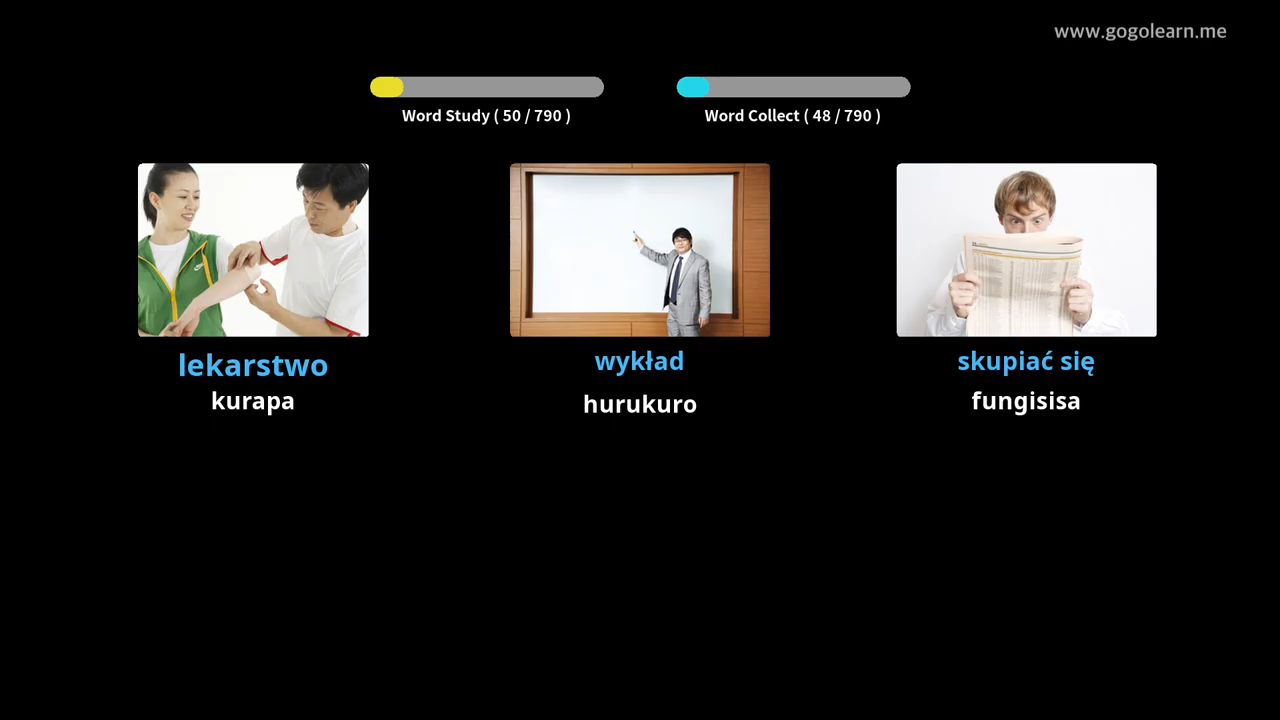 www.gogolearn.me
Word Study ( 50 / 790 )
Word Collect ( 48 / 790 )
lekarstwo
kurapa
wykład
hurukuro
skupiać się
fungisisa